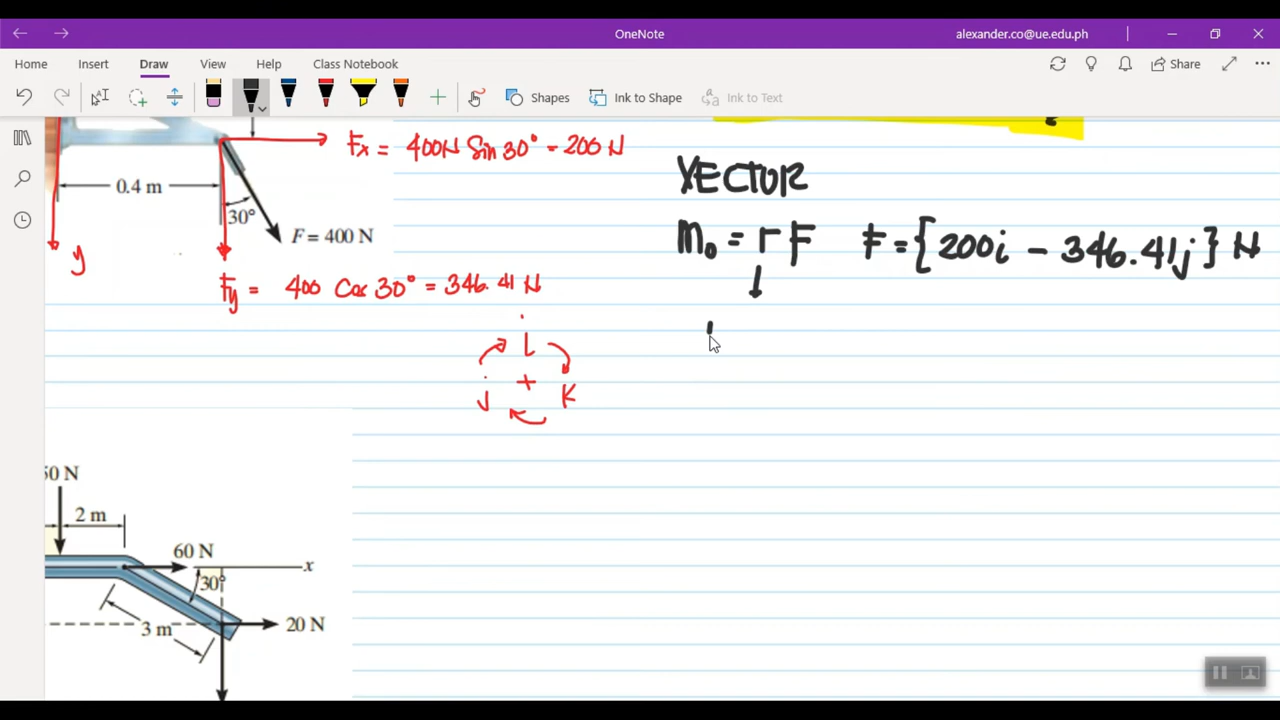 OneNote
alexander.co@ue.edu.ph
Home Insert Draw View Help Class Notebook
Share
Shapes Ink to Shape Ink to Text
Fx = 400N Sin 30° = 200 N
0.4 m
30°
F = 400 N
y
Fy = 400 Cos 30° = 346.41 N
i
+
j K
VECTOR
Mo = r F F = {200i - 346.41j} N
50 N
2 m
60 N
x
30°
3 m
20 N